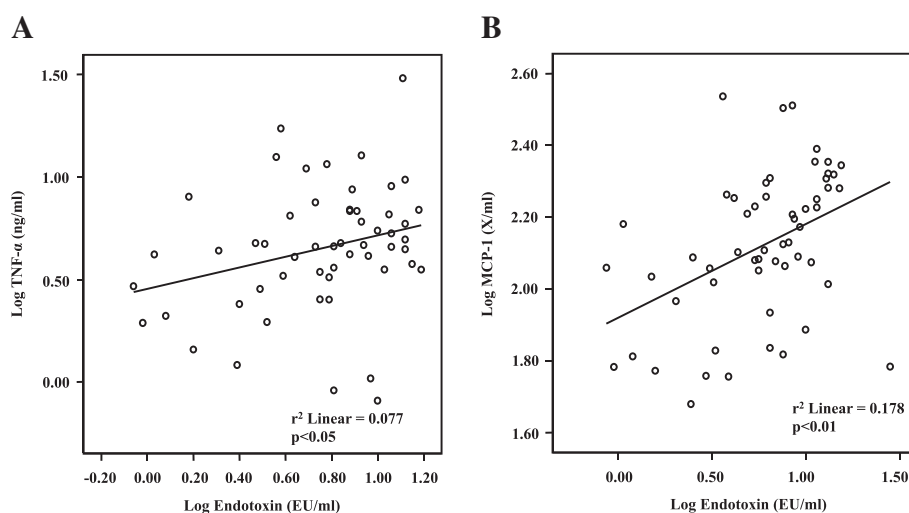 A
Log TNF-α (ng/ml)
1.50
1.00
0.50
0.00
r² Linear = 0.077
p<0.05
-0.20 0.00 0.20 0.40 0.60 0.80 1.00 1.20
Log Endotoxin (EU/ml)
B
Log MCP-1 (X/ml)
2.60
2.40
2.20
2.00
1.80
1.60
r² Linear = 0.178
p<0.01
0.00 0.50 1.00 1.50
Log Endotoxin (EU/ml)